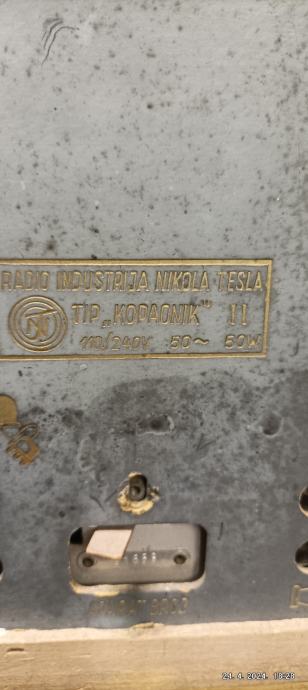 RADIO INDUSTRIJA NIKOLA TESLA
TIP „KOPAONIK” II
110/240V 50~ 50W
24. 4. 2024. 18:28